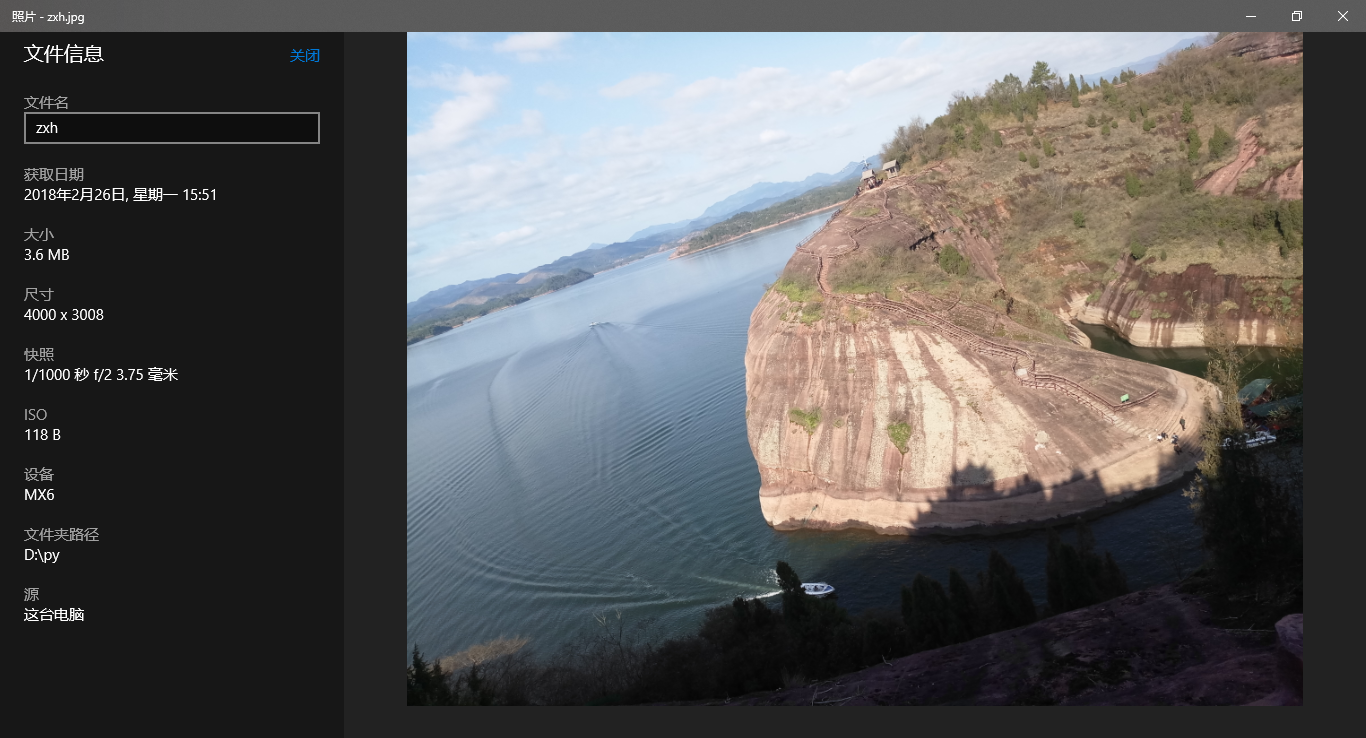 照片 - zxh.jpg
文件信息
关闭
文件名
zxh
获取日期
2018年2月26日, 星期一 15:51
大小
3.6 MB
尺寸
4000 x 3008
快照
1/1000 秒 f/2 3.75 毫米
ISO
118 B
设备
MX6
文件夹路径
D:\py
源
这台电脑